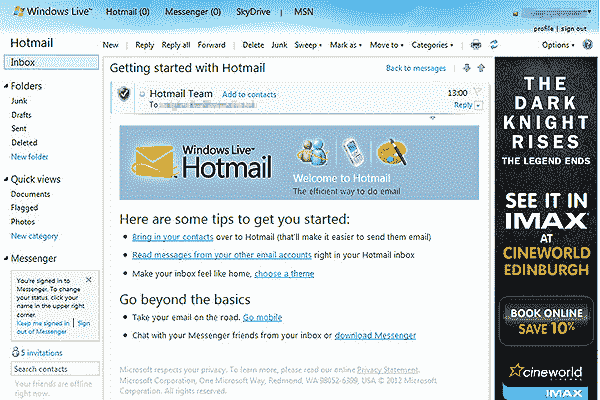 Windows Live™ Hotmail (0) Messenger (0) SkyDrive | MSN
profile | sign out
Hotmail
New | Reply Reply all Forward | Delete Junk Sweep Mark as Move to Categories
Options
Inbox
Folders
Junk
Drafts
Sent
Deleted
New folder
Quick views
Documents
Flagged
Photos
New category
Messenger
You're signed in to
Messenger. To change
your status, click your
name in the upper right
corner.
Keep me signed in | Sign
out of Messenger
5 invitations
Search contacts
Your friends are offline
right now.
Getting started with Hotmail
Back to messages
Hotmail Team Add to contacts
13:00
To
Reply
Windows Live™
Hotmail
Welcome to Hotmail
The efficient way to do email
Here are some tips to get you started:
• Bring in your contacts over to Hotmail (that'll make it easier to send them email)
• Read messages from your other email accounts right in your Hotmail inbox
• Make your inbox feel like home, choose a theme
Go beyond the basics
• Take your email on the road. Go mobile
• Chat with your Messenger friends from your inbox or download Messenger
Microsoft respects your privacy. To learn more, please read our online Privacy Statement.
Microsoft Corporation, One Microsoft Way, Redmond, WA 98052-6399, USA © 2012 Microsoft
Corporation. All rights reserved.
THE
DARK
KNIGHT
RISES
THE LEGEND ENDS
SEE IT IN
IMAX
AT
CINEWORLD
EDINBURGH
BOOK ONLINE
SAVE 10%
cineworld
CINEMAS
IMAX